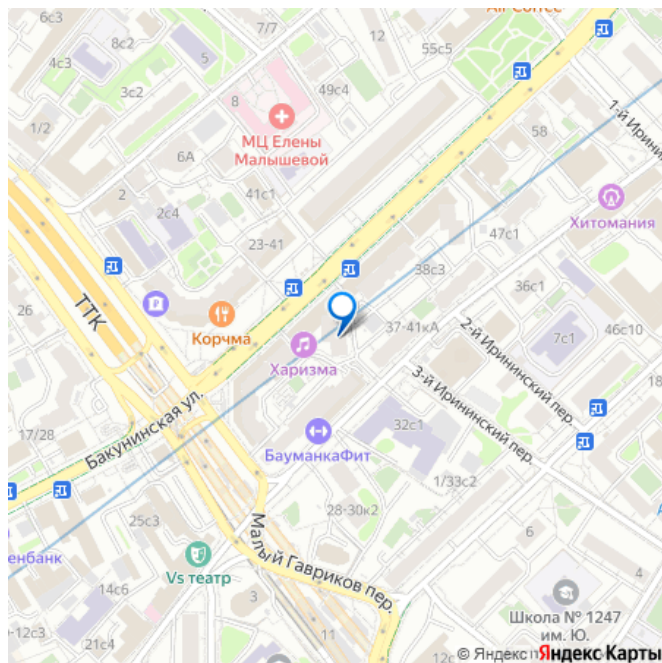 Air Coffee
6с3
7/7
8с2
5
4с3
55с5
3с2
49с4
8
МЦ Елены
Малышевой
58
1/2
6А
1-й Ирининский
2
41с1
Хитомания
2с4
47с1
23-41
38с3
36с1
26
ТТК
Корчма
37-41кА
7с1
46с10
2-й Ирининский пер.
Харизма
3-й Ирининский пер.
Бакунинская ул.
32с1
17/28
БауманкаФит
1/33с2
28-30к2
25с3
6
енбанк
Vs театр
Малый Гавриков пер.
4
14с6
3
Школа № 1247
им. Ю.
0-12с3
21с4
11
12с
© Яндекс
Яндекс Карты